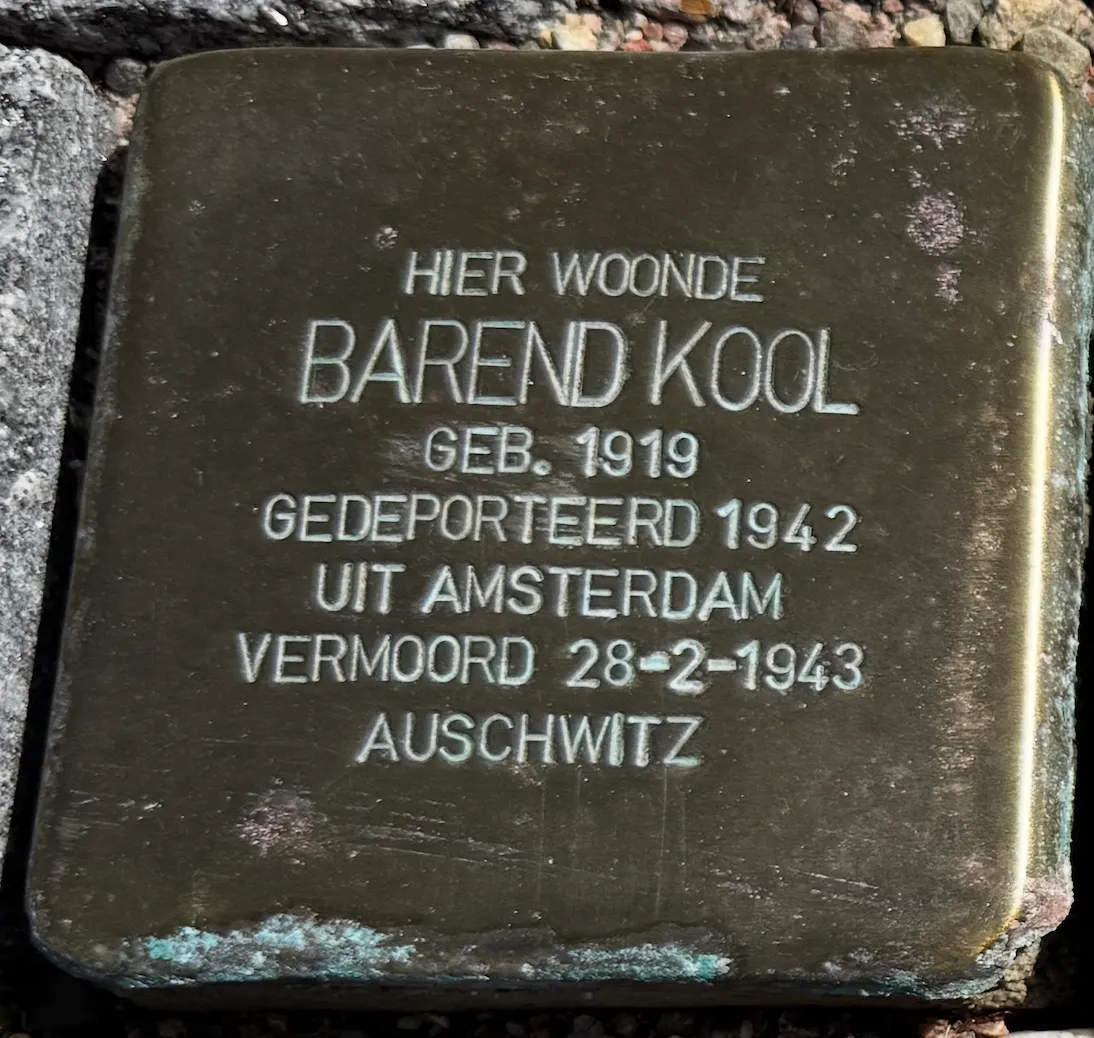 HIER WOONDE
BAREND KOOL
GEB. 1919
GEDEPORTEERD 1942
UIT AMSTERDAM
VERMOORD 28-2-1943
AUSCHWITZ